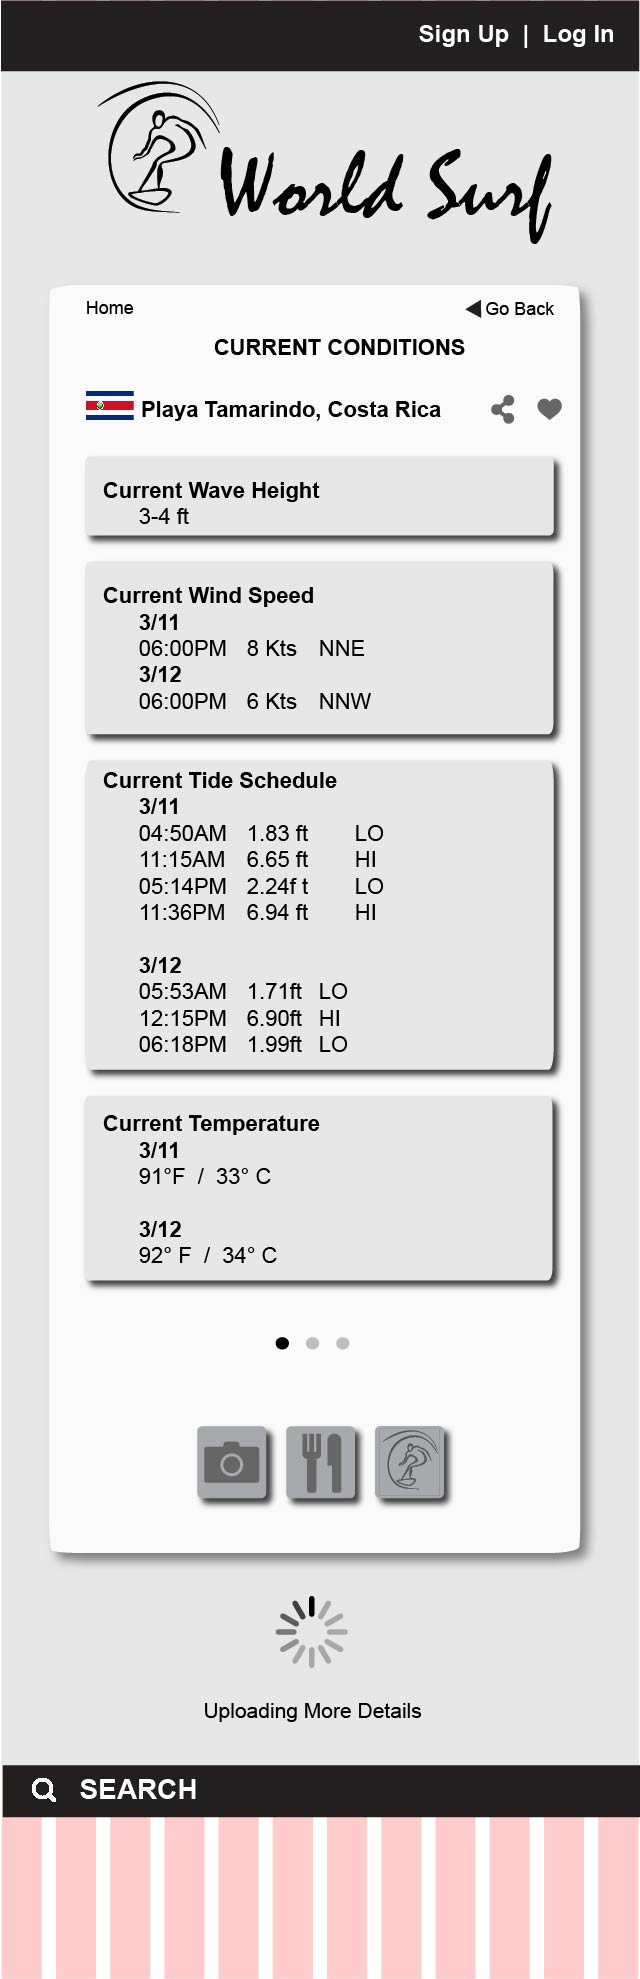 Sign Up | Log In
World Surf
Home
Go Back
CURRENT CONDITIONS
Playa Tamarindo, Costa Rica
Current Wave Height
3-4 ft
Current Wind Speed
3/11
06:00PM 8 Kts NNE
3/12
06:00PM 6 Kts NNW
Current Tide Schedule
3/11
04:50AM 1.83 ft LO
11:15AM 6.65 ft HI
05:14PM 2.24f t LO
11:36PM 6.94 ft HI
3/12
05:53AM 1.71ft LO
12:15PM 6.90ft HI
06:18PM 1.99ft LO
Current Temperature
3/11
91°F / 33° C
3/12
92° F / 34° C
Uploading More Details
SEARCH